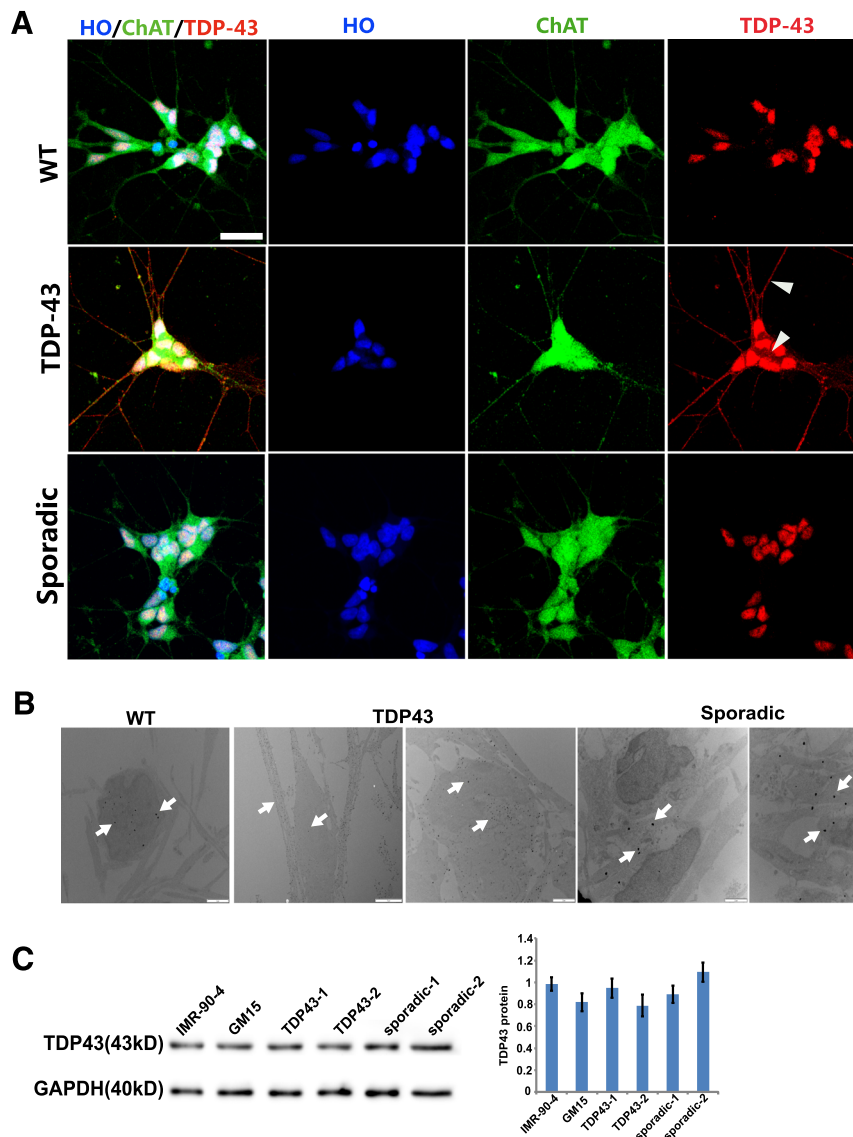 A
HO/ChAT/TDP-43
HO
ChAT
TDP-43
WT
TDP-43
Sporadic
B
WT
TDP43
Sporadic
C
IMR-90-4
GM15
TDP43-1
TDP43-2
sporadic-1
sporadic-2
TDP43(43kD)
GAPDH(40kD)
TDP43 protein
1.4
1.2
1
0.8
0.6
0.4
0.2
0
IMR-90-4
GM15
TDP43-1
TDP43-2
sporadic-1
sporadic-2